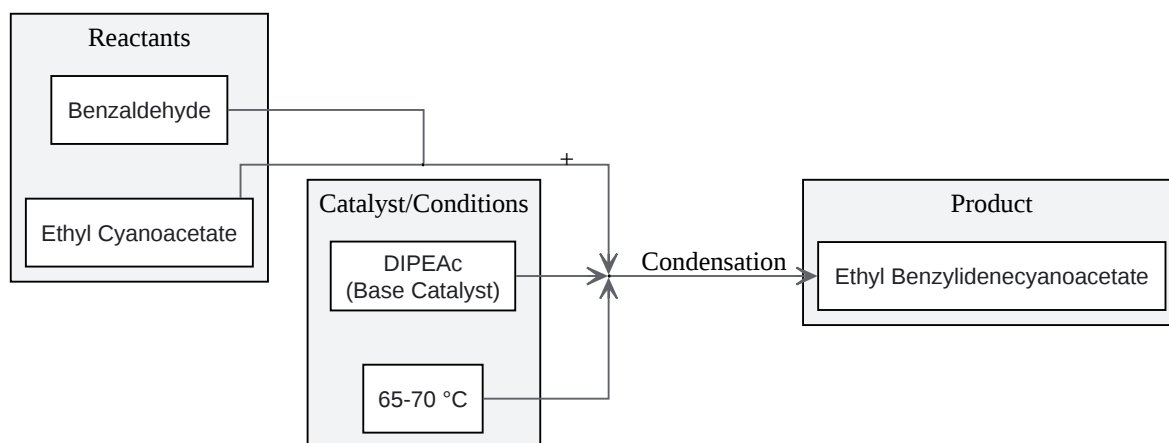 Reactants
Benzaldehyde
+
Ethyl Cyanoacetate
Catalyst/Conditions
DIPEAc
(Base Catalyst)
65-70 °C
Condensation
Product
Ethyl Benzylidenecyanoacetate